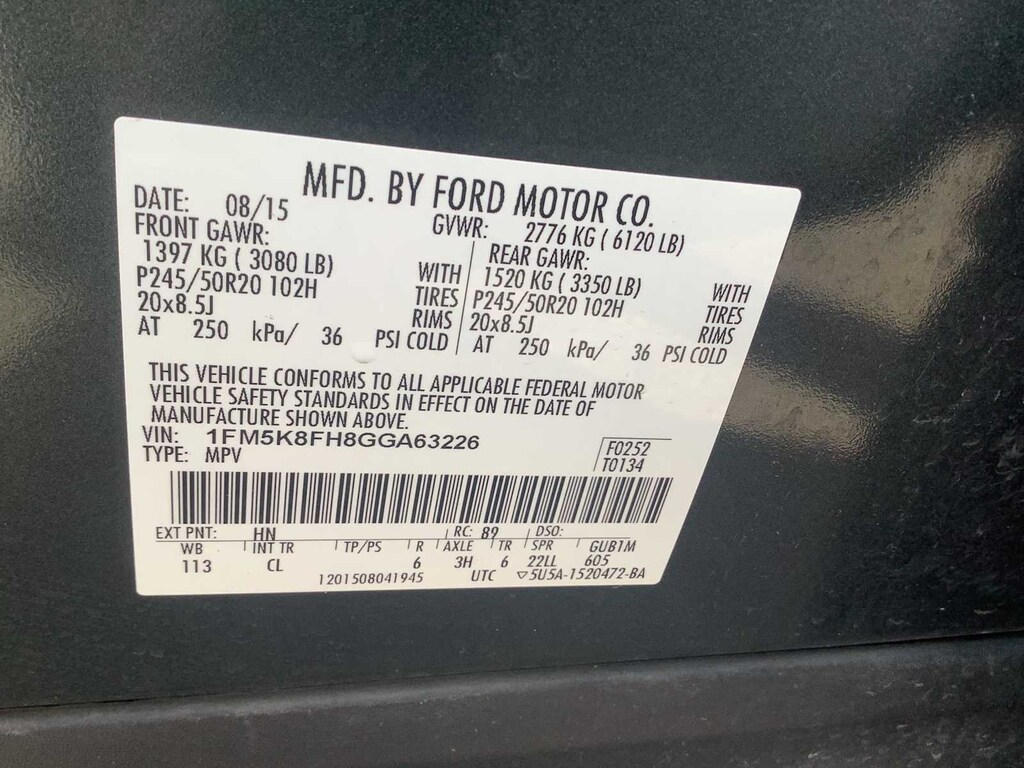 MFD. BY FORD MOTOR CO.
DATE: 08/15 GVWR: 2776 KG ( 6120 LB)
FRONT GAWR: REAR GAWR:
1397 KG ( 3080 LB) WITH 1520 KG ( 3350 LB) WITH
P245/50R20 102H TIRES P245/50R20 102H TIRES
20x8.5J RIMS 20x8.5J RIMS
AT 250 kPa/ 36 PSI COLD AT 250 kPa/ 36 PSI COLD
THIS VEHICLE CONFORMS TO ALL APPLICABLE FEDERAL MOTOR
VEHICLE SAFETY STANDARDS IN EFFECT ON THE DATE OF
MANUFACTURE SHOWN ABOVE.
VIN: 1FM5K8FH8GGA63226 F0252
TYPE: MPV T0134
EXT PNT: HN RC: 89 DSO:
WB INT TR TP/PS R AXLE TR SPR GUB1M
113 CL 6 3H 6 22LL 605
1201508041945 UTC ▽5U5A-1520472-BA